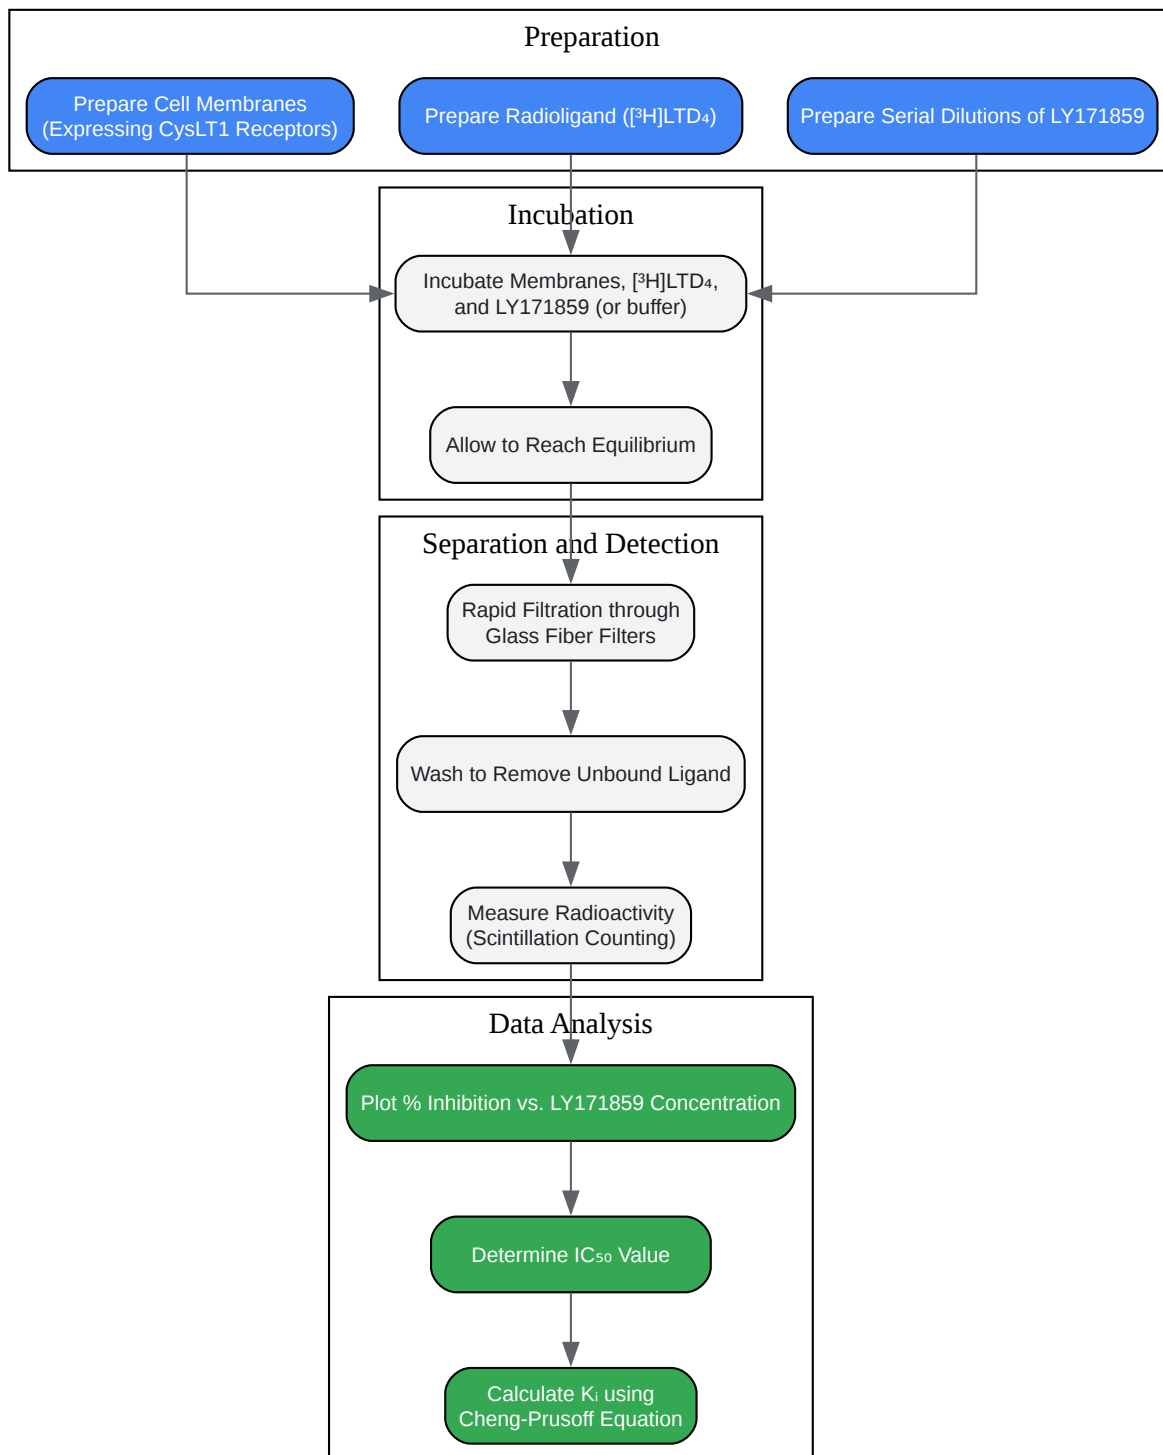 Preparation
Prepare Cell Membranes
(Expressing CysLT1 Receptors)
Prepare Radioligand ([³H]LTD₄)
Prepare Serial Dilutions of LY171859
Incubation
Incubate Membranes, [³H]LTD₄,
and LY171859 (or buffer)
Allow to Reach Equilibrium
Separation and Detection
Rapid Filtration through
Glass Fiber Filters
Wash to Remove Unbound Ligand
Measure Radioactivity
(Scintillation Counting)
Data Analysis
Plot % Inhibition vs. LY171859 Concentration
Determine IC₅₀ Value
Calculate Kᵢ using
Cheng-Prusoff Equation